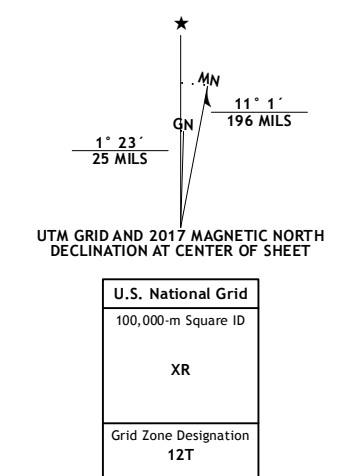 ★
MN
GN
11° 1´
196 MILS
1° 23´
25 MILS
UTM GRID AND 2017 MAGNETIC NORTH
DECLINATION AT CENTER OF SHEET
U.S. National Grid
100,000-m Square ID
XR
Grid Zone Designation
12T